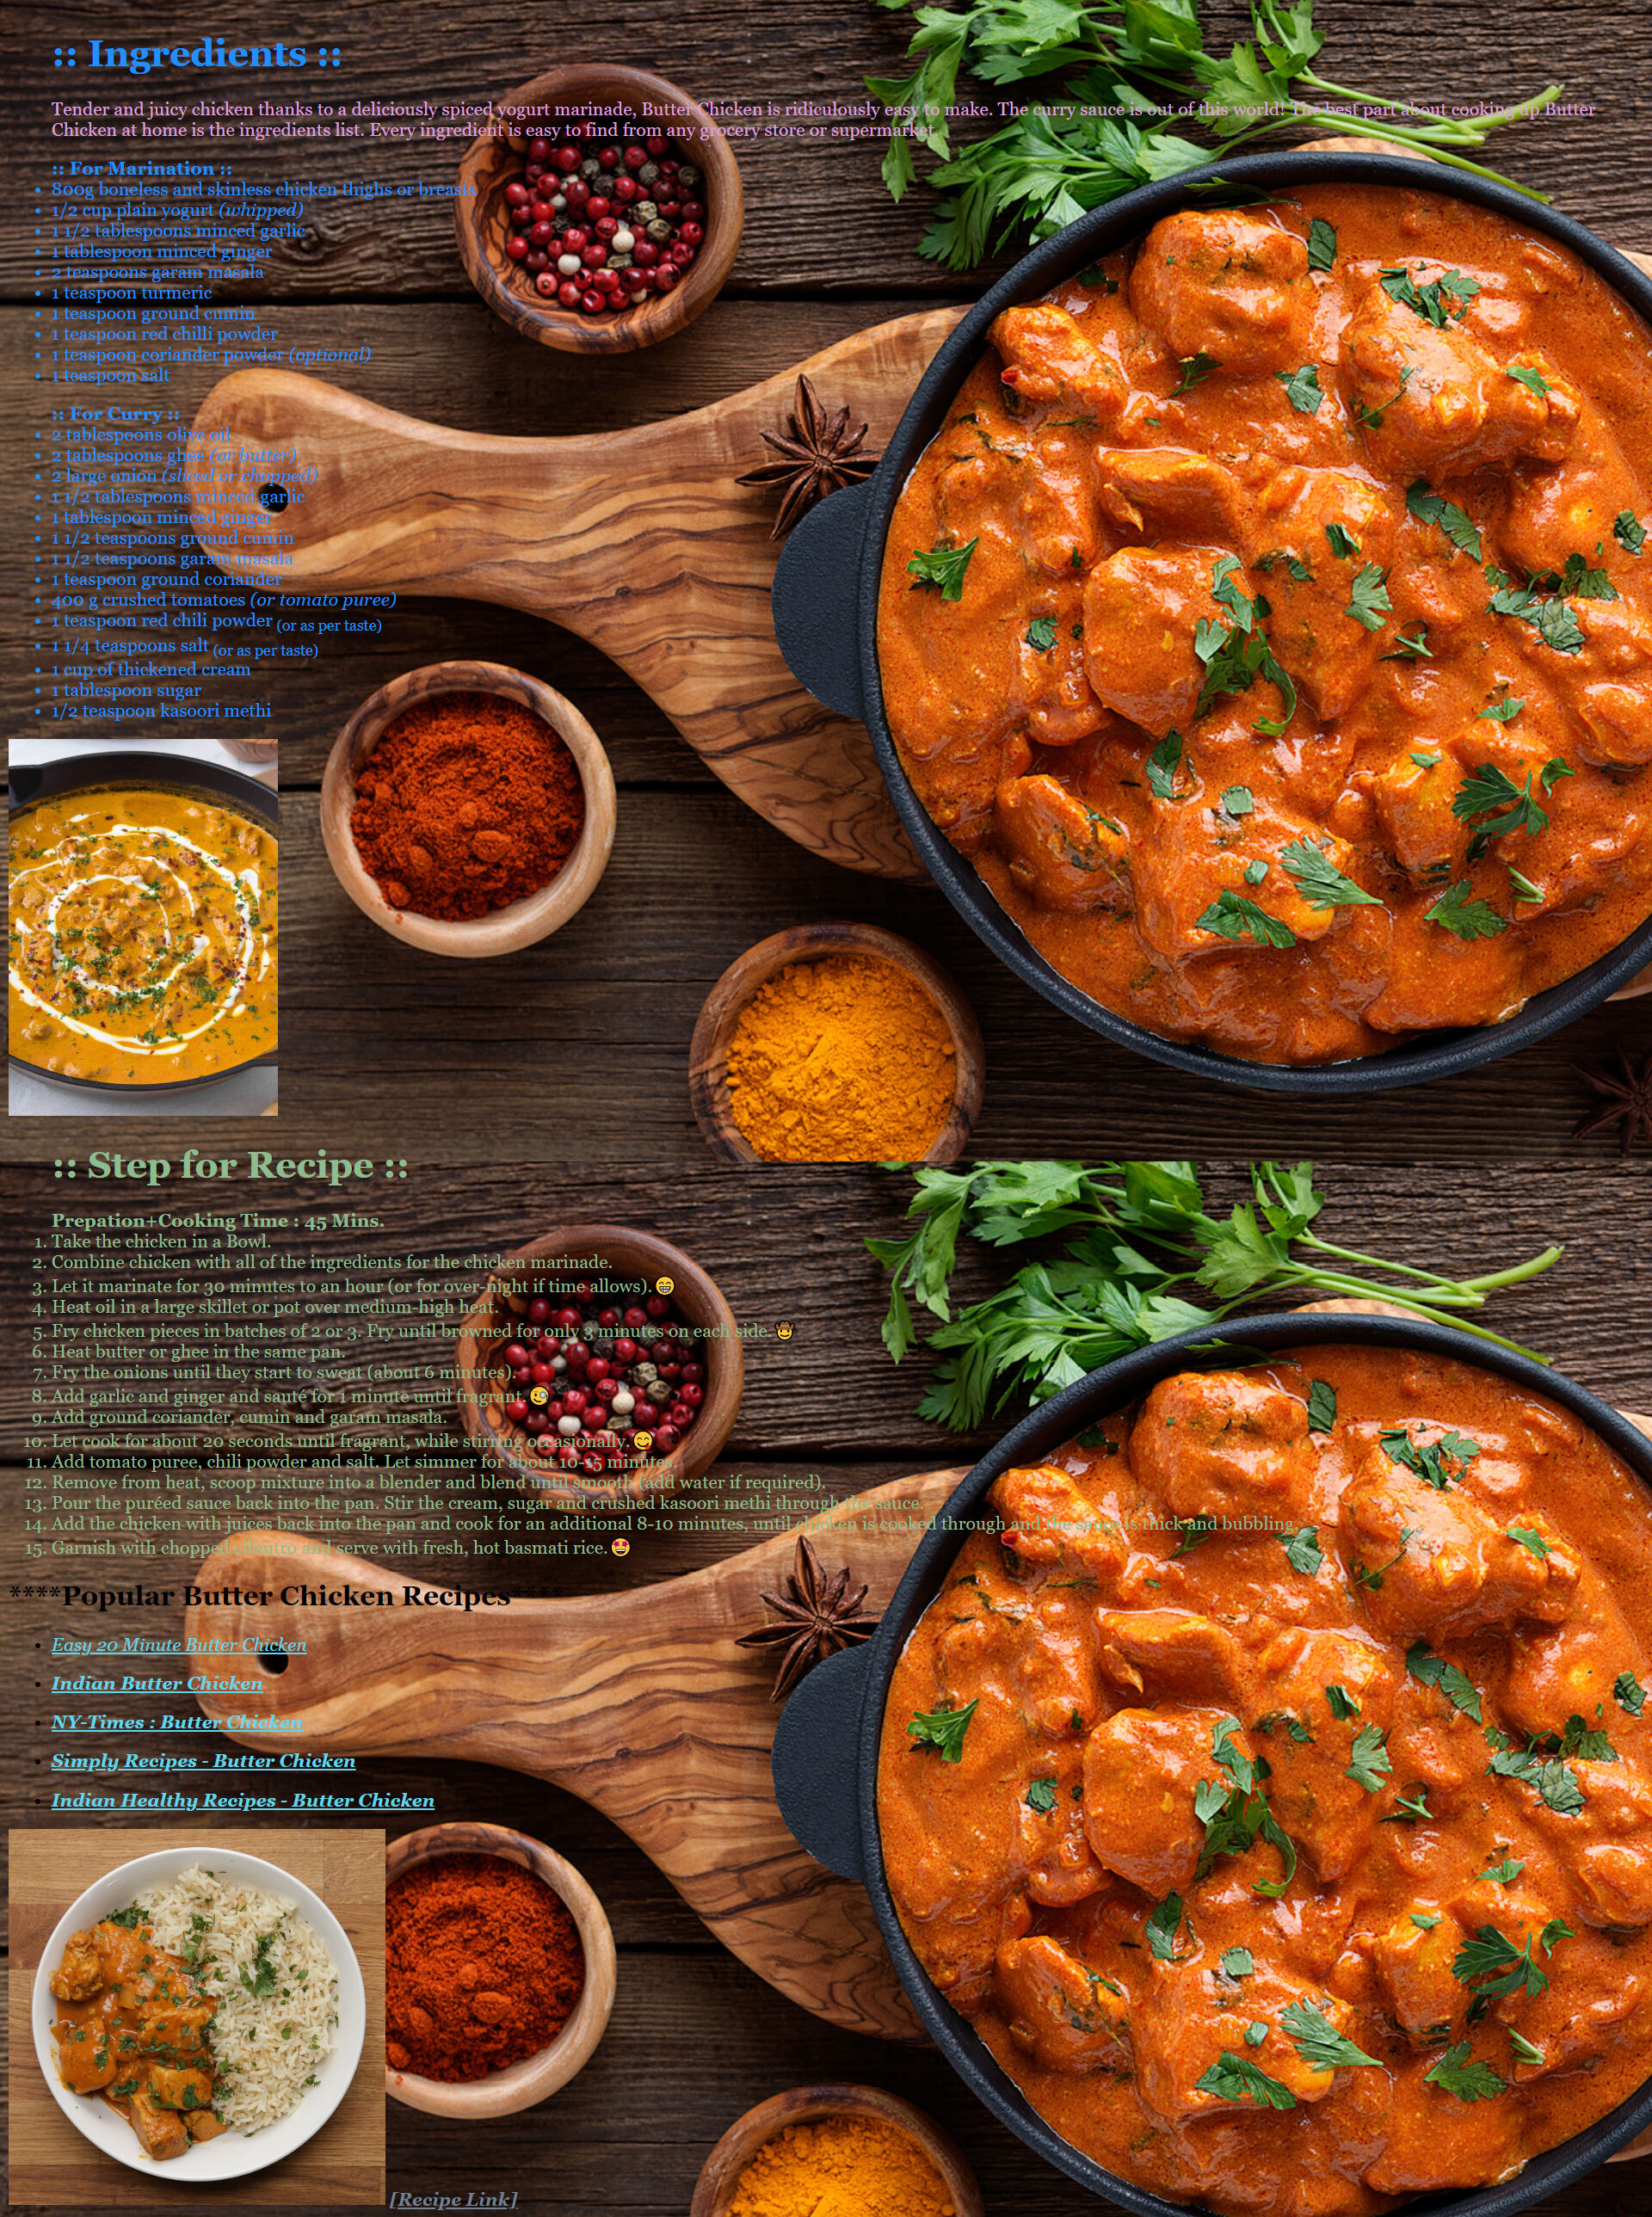 :: Ingredients ::
Tender and juicy chicken thanks to a deliciously spiced yogurt marinade, Butter Chicken is ridiculously easy to make. The curry sauce is out of this world! The best part about cooking up Butter
Chicken at home is the ingredients list. Every ingredient is easy to find from any grocery store or supermarket.
:: For Marination ::
• 800g boneless and skinless chicken thighs or breasts
• 1/2 cup plain yogurt (whipped)
• 1 1/2 tablespoons minced garlic
• 1 tablespoon minced ginger
• 2 teaspoons garam masala
• 1 teaspoon turmeric
• 1 teaspoon ground cumin
• 1 teaspoon red chilli powder
• 1 teaspoon coriander powder (optional)
• 1 teaspoon salt
:: For Curry ::
• 2 tablespoons olive oil
• 2 tablespoons ghee (or butter)
• 2 large onion (sliced or chopped)
• 1 1/2 tablespoons minced garlic
• 1 tablespoon minced ginger
• 1 1/2 teaspoons ground cumin
• 1 1/2 teaspoons garam masala
• 1 teaspoon ground coriander
• 400 g crushed tomatoes (or tomato puree)
• 1 teaspoon red chili powder (or as per taste)
• 1 1/4 teaspoons salt (or as per taste)
• 1 cup of thickened cream
• 1 tablespoon sugar
• 1/2 teaspoon kasoori methi
:: Step for Recipe ::
Prepation+Cooking Time : 45 Mins.
1. Take the chicken in a Bowl.
2. Combine chicken with all of the ingredients for the chicken marinade.
3. Let it marinate for 30 minutes to an hour (or for over-night if time allows). 😁
4. Heat oil in a large skillet or pot over medium-high heat.
5. Fry chicken pieces in batches of 2 or 3. Fry until browned for only 3 minutes on each side. 🤠
6. Heat butter or ghee in the same pan.
7. Fry the onions until they start to sweat (about 6 minutes).
8. Add garlic and ginger and sauté for 1 minute until fragrant. 🧐
9. Add ground coriander, cumin and garam masala.
10. Let cook for about 20 seconds until fragrant, while stirring occasionally. 😋
11. Add tomato puree, chili powder and salt. Let simmer for about 10-15 minutes.
12. Remove from heat, scoop mixture into a blender and blend until smooth (add water if required).
13. Pour the puréed sauce back into the pan. Stir the cream, sugar and crushed kasoori methi through the sauce.
14. Add the chicken with juices back into the pan and cook for an additional 8-10 minutes, until chicken is cooked through and the sauce is thick and bubbling.
15. Garnish with chopped cilantro and serve with fresh, hot basmati rice. 🤩
****Popular Butter Chicken Recipes****
• Easy 20 Minute Butter Chicken
• Indian Butter Chicken
• NY-Times : Butter Chicken
• Simply Recipes - Butter Chicken
• Indian Healthy Recipes - Butter Chicken
[Recipe Link]